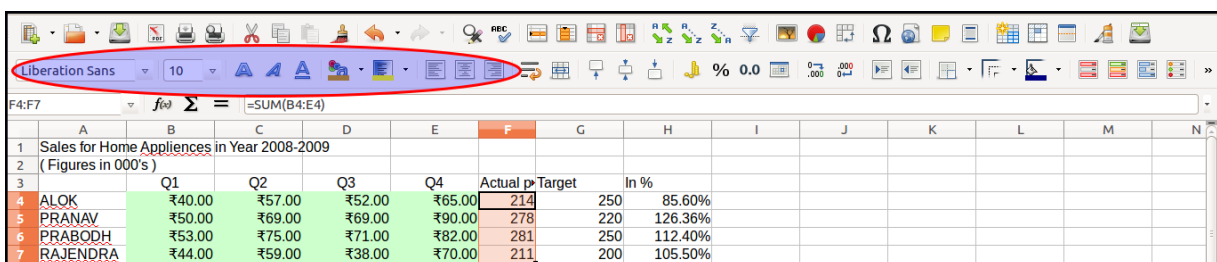 Liberation Sans 10 % 0.0
F4:F7 f(x) Σ = =SUM(B4:E4)
A B C D E F G H I J K L M N
1 Sales for Home Appliences in Year 2008-2009
2 ( Figures in 000's )
3 Q1 Q2 Q3 Q4 Actual p Target In %
4 ALOK ₹40.00 ₹57.00 ₹52.00 ₹65.00 214 250 85.60%
5 PRANAV ₹50.00 ₹69.00 ₹69.00 ₹90.00 278 220 126.36%
6 PRABODH ₹53.00 ₹75.00 ₹71.00 ₹82.00 281 250 112.40%
7 RAJENDRA ₹44.00 ₹59.00 ₹38.00 ₹70.00 211 200 105.50%